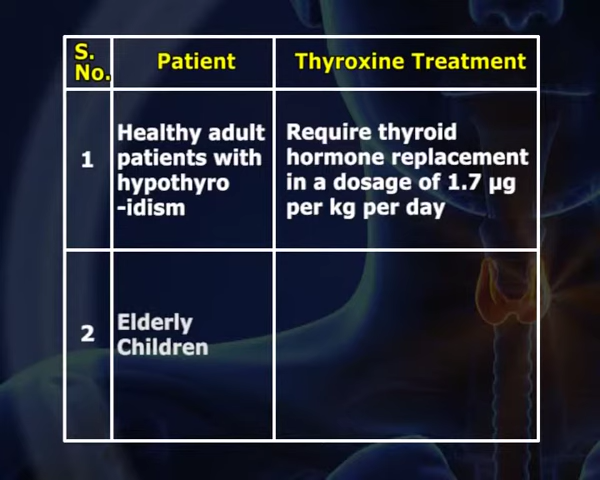 S.
No.
Patient
Thyroxine Treatment
1
Healthy adult
patients with
hypothyro
-idism
Require thyroid
hormone replacement
in a dosage of 1.7 µg
per kg per day
2
Elderly
Children